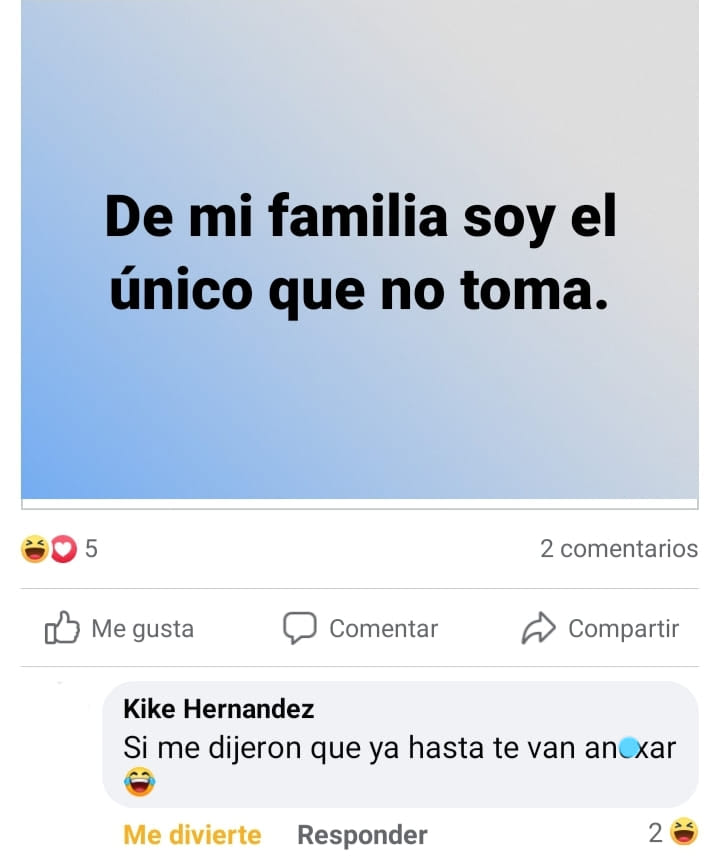 De mi familia soy el
único que no toma.
5
2 comentarios
Me gusta
Comentar
Compartir
Kike Hernandez
Si me dijeron que ya hasta te van
😂
Me divierte
Responder
2